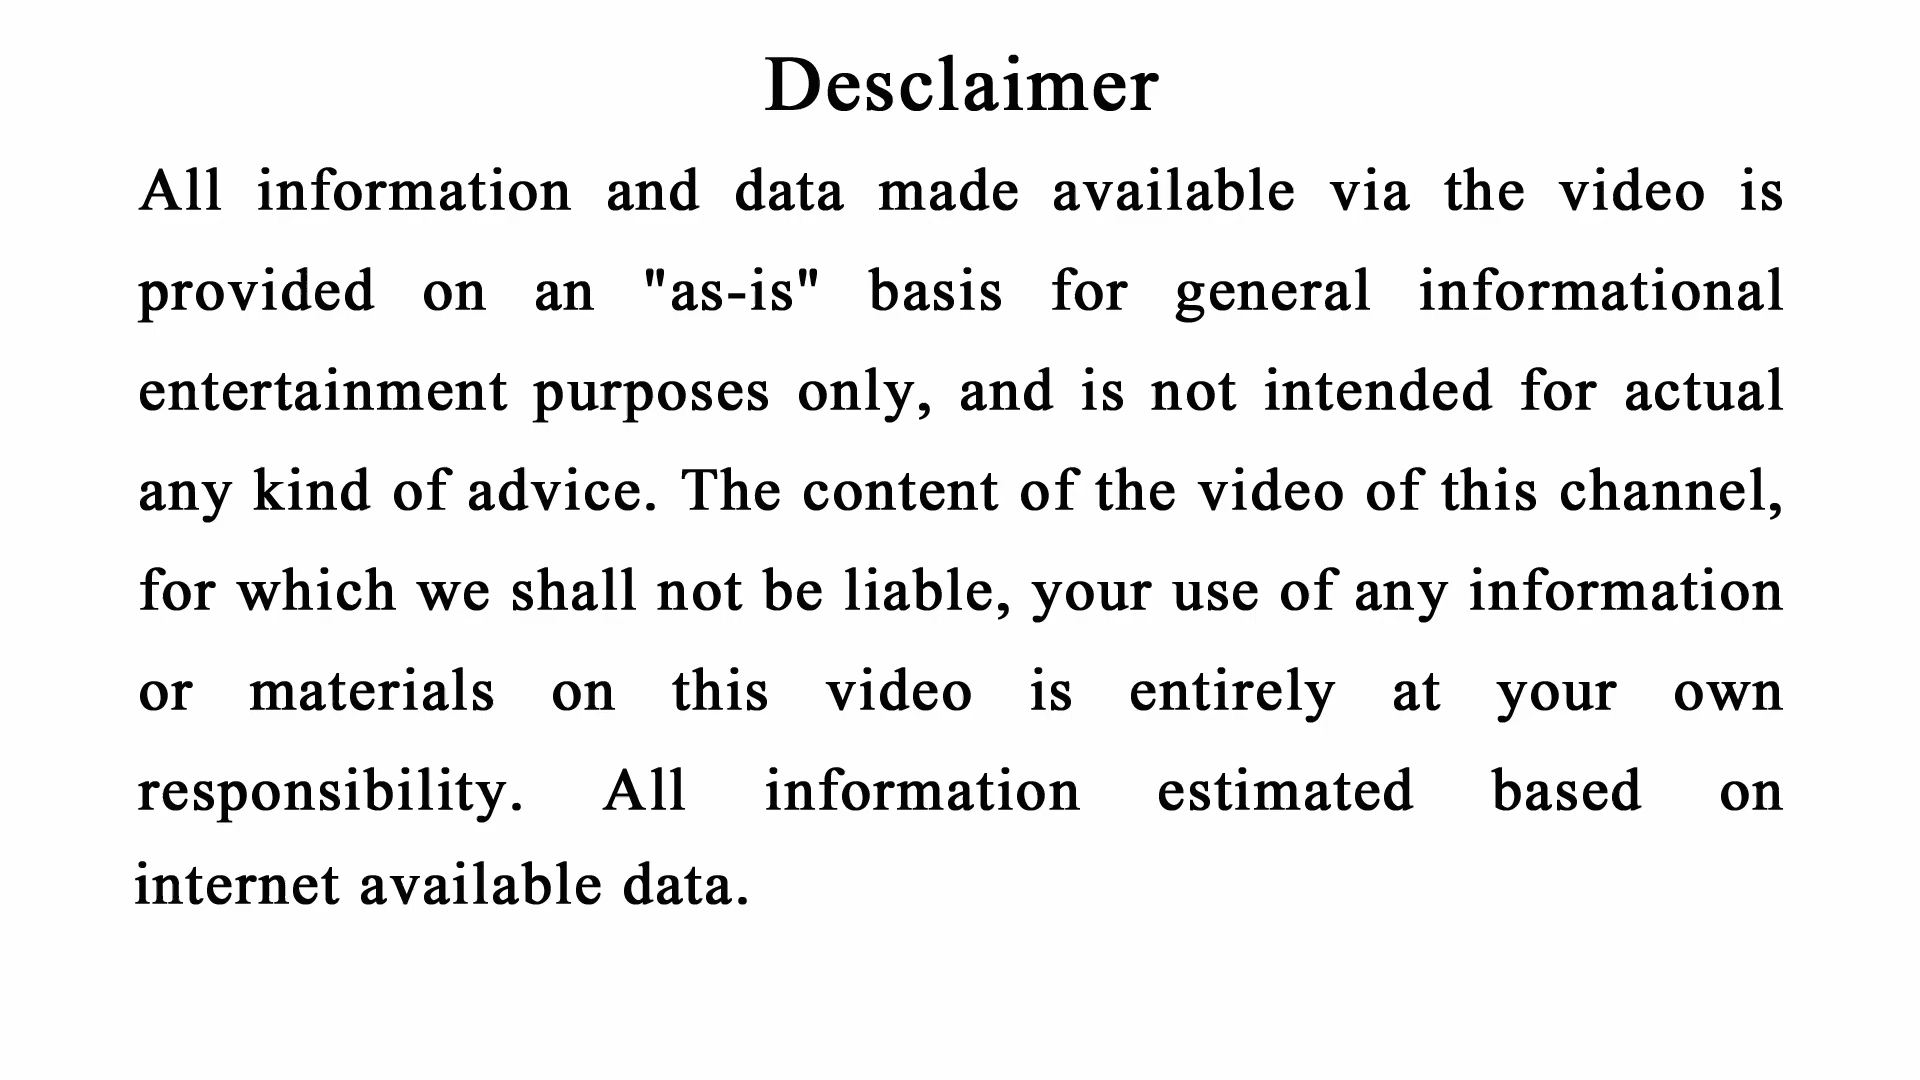 Desclaimer
All information and data made available via the video is
provided on an "as-is" basis for general informational
entertainment purposes only, and is not intended for actual
any kind of advice. The content of the video of this channel,
for which we shall not be liable, your use of any information
or materials on this video is entirely at your own
responsibility. All information estimated based on
internet available data.